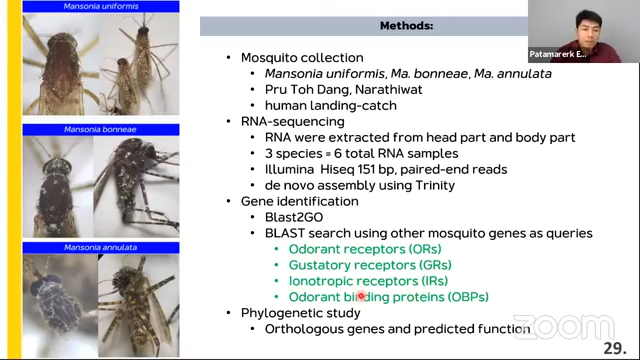 Mansonia uniformis
Mansonia bonneae
Mansonia annulata
Methods:
• Mosquito collection
• Mansonia uniformis, Ma. bonneae, Ma. annulata
• Pru Toh Dang, Narathiwat
• human landing-catch
• RNA-sequencing
• RNA were extracted from head part and body part
• 3 species = 6 total RNA samples
• Illumina Hiseq 151 bp, paired-end reads
• de novo assembly using Trinity
• Gene identification
• Blast2GO
• BLAST search using other mosquito genes as queries
• Odorant receptors (ORs)
• Gustatory receptors (GRs)
• Ionotropic receptors (IRs)
• Odorant binding proteins (OBPs)
• Phylogenetic study
• Orthologous genes and predicted function
Patamarerk E...
zoom
29.